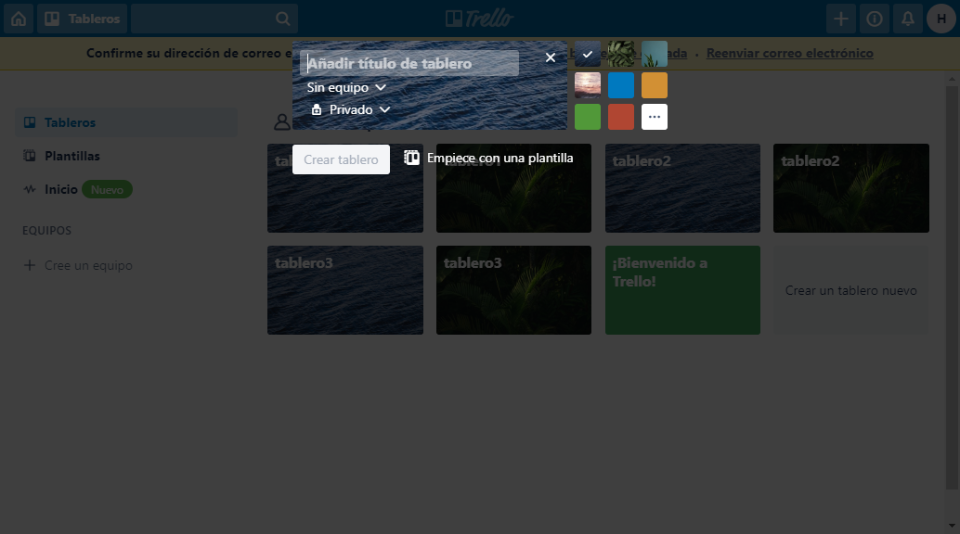 Tableros
Trello
H
Confirme su dirección de correo e
da · Reenviar correo electrónico
Añadir título de tablero
Sin equipo
Privado
Crear tablero
Empiece con una plantilla
Tableros
Plantillas
Inicio Nuevo
EQUIPOS
Cree un equipo
tablero2
tablero2
tablero3
tablero3
¡Bienvenido a
Trello!
Crear un tablero nuevo